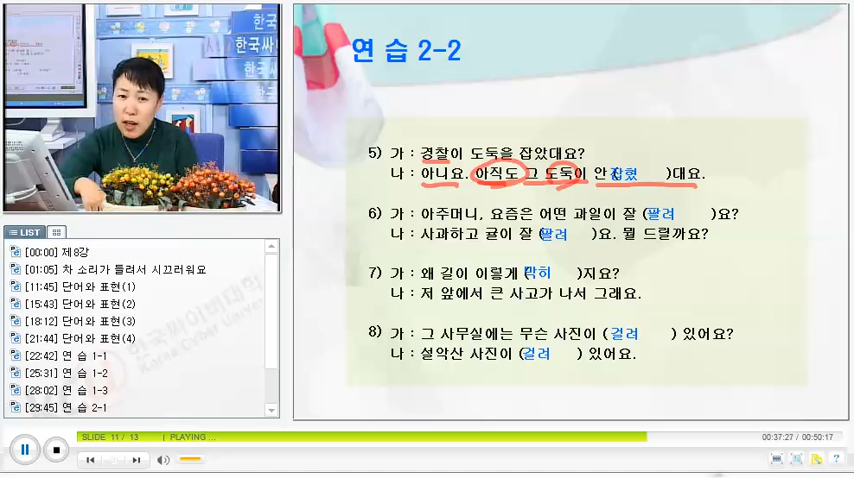 연 습 2-2
5) 가 : 경찰이 도둑을 잡았대요?
나 : 아니요. 아직도 그 도둑이 안 잡혔 )대요.
6) 가 : 아주머니, 요즘은 어떤 과일이 잘 (팔려 )요?
나 : 사과하고 귤이 잘 (팔려 )요. 뭘 드릴까요?
7) 가 : 왜 길이 이렇게 (막히 )지요?
나 : 저 앞에서 큰 사고가 나서 그래요.
8) 가 : 그 사무실에는 무슨 사진이 ( 걸려 ) 있어요?
나 : 설악산 사진이 (걸려 ) 있어요.
LIST
[00:00] 제8강
[01:05] 차 소리가 들려서 시끄러워요
[11:45] 단어와 표현(1)
[15:43] 단어와 표현(2)
[18:12] 단어와 표현(3)
[21:44] 단어와 표현(4)
[22:42] 연 습 1-1
[25:31] 연 습 1-2
[28:02] 연 습 1-3
[29:45] 연 습 2-1
SLIDE 11 / 13 | PLAYING ...
00:37:27 / 00:50:17